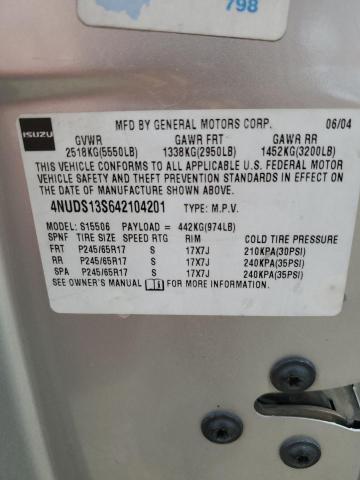 798
ISUZU
MFD BY GENERAL MOTORS CORP. 06/04
GVWR GAWR FRT GAWR RR
2518KG(5550LB) 1338KG(2950LB) 1452KG(3200LB)
THIS VEHICLE CONFORMS TO ALL APPLICABLE U.S. FEDERAL MOTOR
VEHICLE SAFETY AND THEFT PREVENTION STANDARDS IN EFFECT ON
THE DATE OF MANUFACTURE SHOWN ABOVE.
4NUDS13S642104201 TYPE: M.P.V.
MODEL: S15506 PAYLOAD = 442KG(974LB)
SPNF TIRE SIZE SPEED RTG RIM COLD TIRE PRESSURE
FRT P245/65R17 S 17X7J 210KPA(30PSI)
RR P245/65R17 S 17X7J 240KPA(35PSI)
SPA P245/65R17 S 17X7J 240KPA(35PSI)
SEE OWNER'S MANUAL FOR MORE INFORMATION.